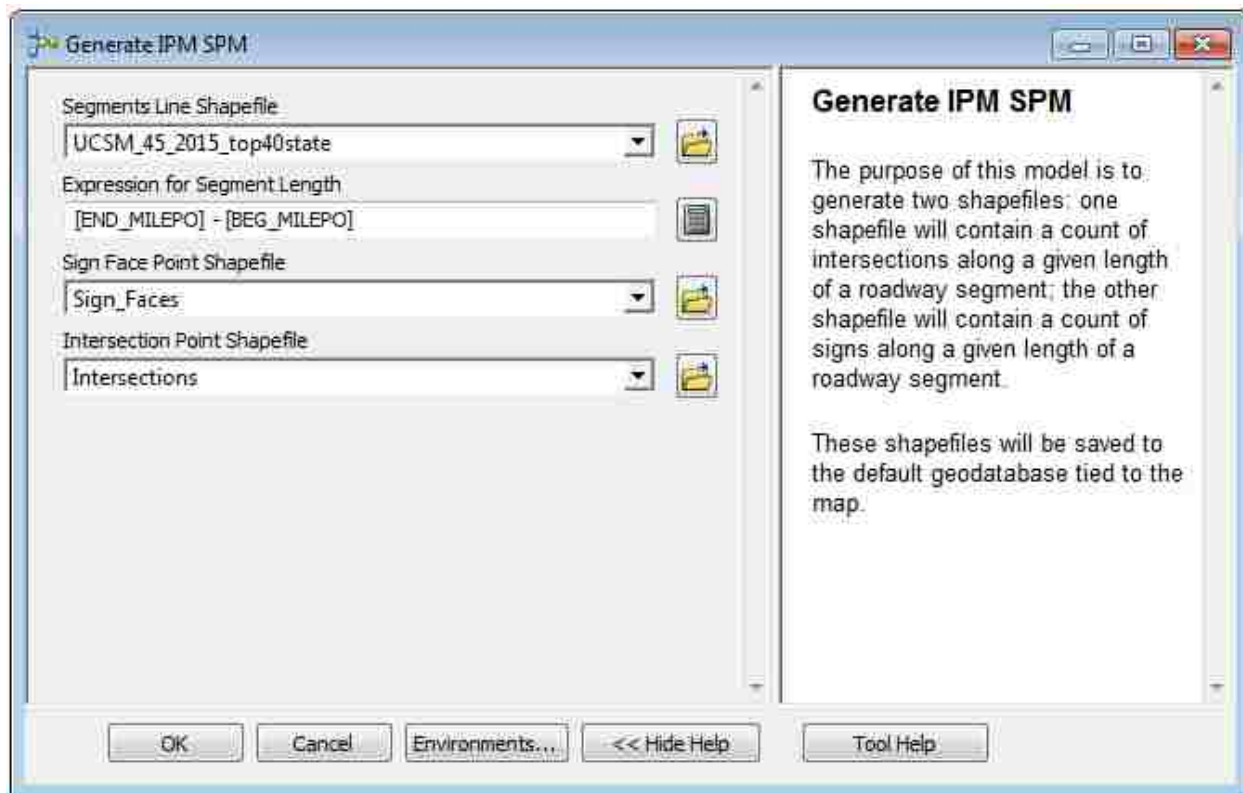 Generate IPM SPM
Segments Line Shapefile
UCSM_45_2015_top40state
Expression for Segment Length
[END_MILEPO] - [BEG_MILEPO]
Sign Face Point Shapefile
Sign_Faces
Intersection Point Shapefile
Intersections
Generate IPM SPM
The purpose of this model is to
generate two shapefiles: one
shapefile will contain a count of
intersections along a given length
of a roadway segment; the other
shapefile will contain a count of
signs along a given length of a
roadway segment.
These shapefiles will be saved to
the default geodatabase tied to the
map.
OK
Cancel
Environments...
<< Hide Help
Tool Help